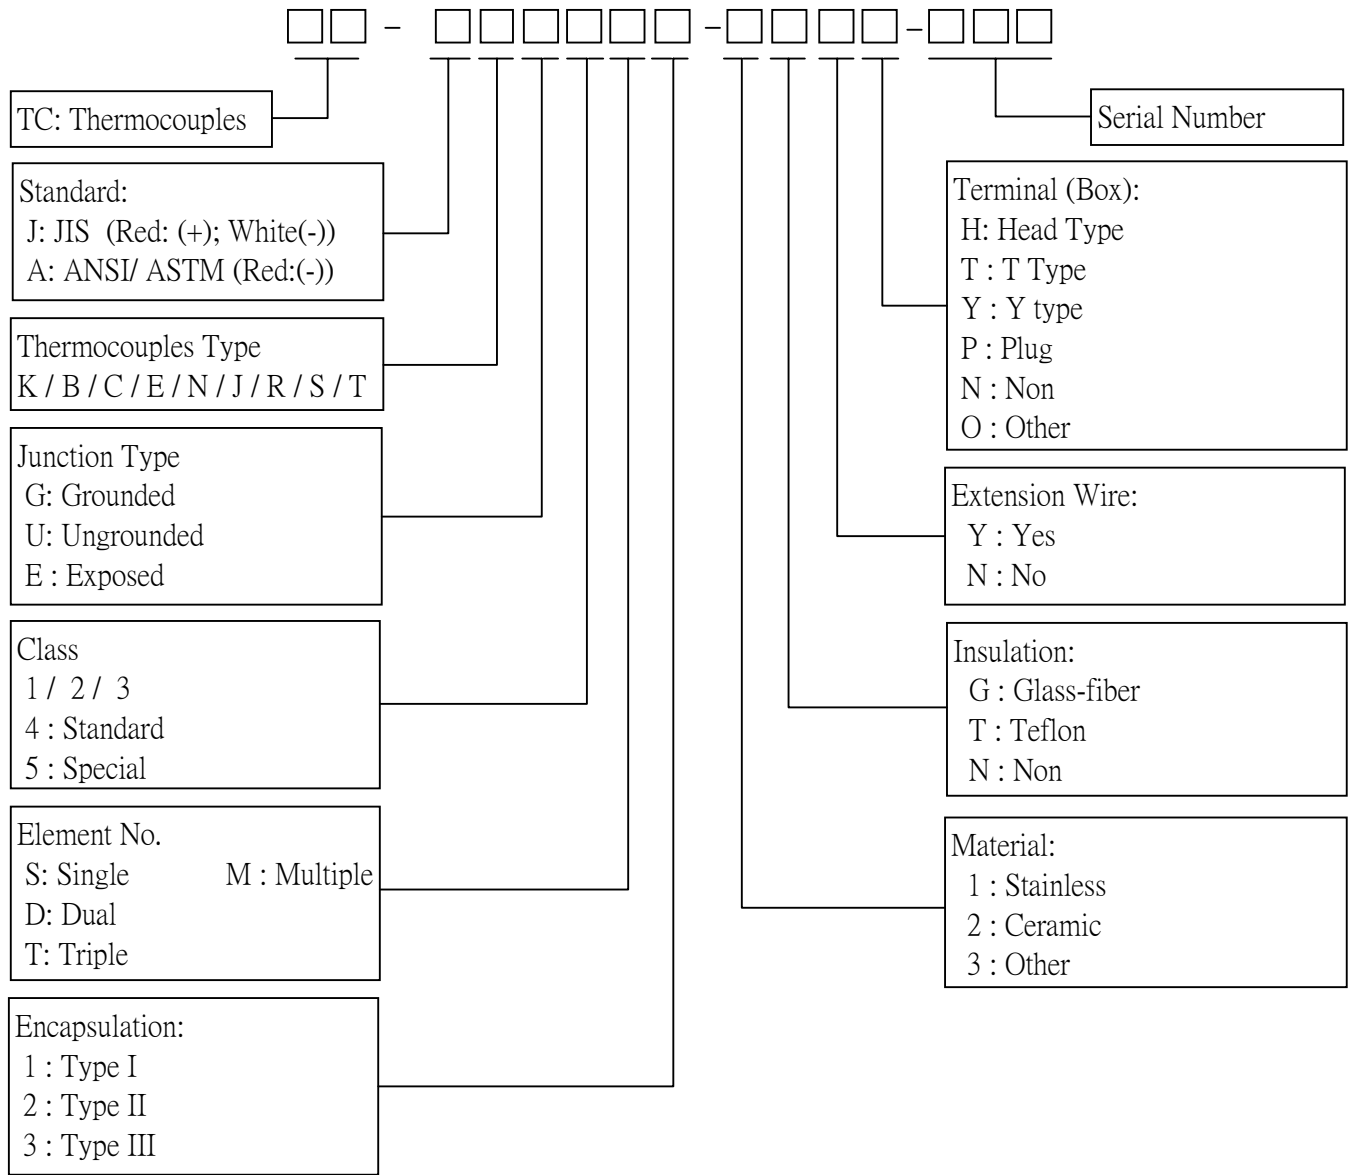 TC: Thermocouples
Standard:
J: JIS (Red: (+); White(-))
A: ANSI/ ASTM (Red:(-))
Thermocouples Type
K / B / C / E / N / J / R / S / T
Junction Type
G: Grounded
U: Ungrounded
E : Exposed
Class
1 / 2 / 3
4 : Standard
5 : Special
Element No.
S: Single M : Multiple
D: Dual
T: Triple
Encapsulation:
1 : Type I
2 : Type II
3 : Type III
Serial Number
Terminal (Box):
H: Head Type
T : T Type
Y : Y type
P : Plug
N : Non
O : Other
Extension Wire:
Y : Yes
N : No
Insulation:
G : Glass-fiber
T : Teflon
N : Non
Material:
1 : Stainless
2 : Ceramic
3 : Other